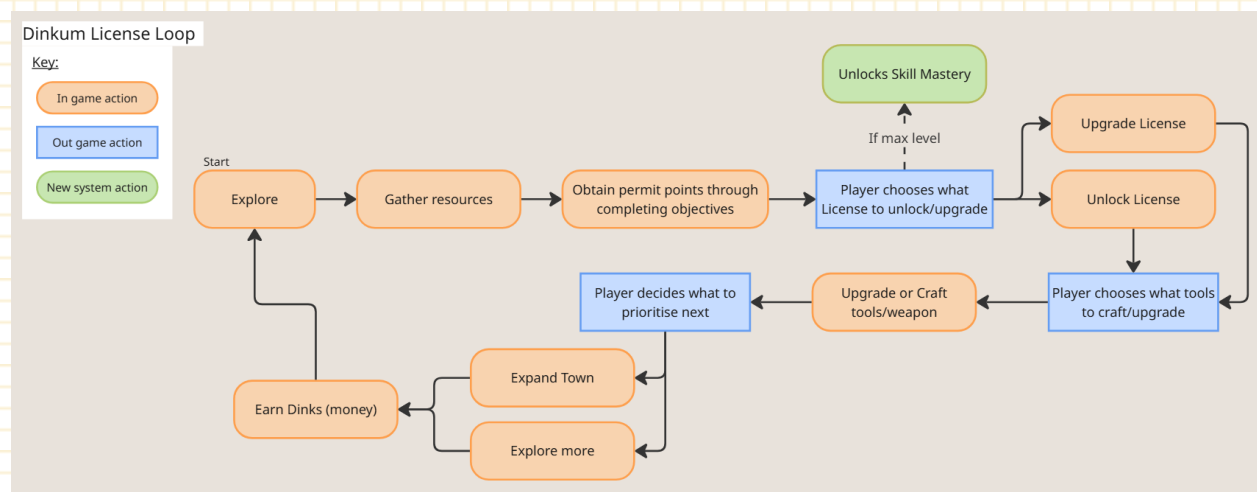 Dinkum License Loop
Key:
In game action
Out game action
New system action
Start
Explore
Gather resources
Obtain permit points through
completing objectives
Player chooses what
License to unlock/upgrade
If max level
Unlocks Skill Mastery
Upgrade License
Unlock License
Player chooses what tools
to craft/upgrade
Upgrade or Craft
tools/weapon
Player decides what to
prioritise next
Expand Town
Explore more
Earn Dinks (money)